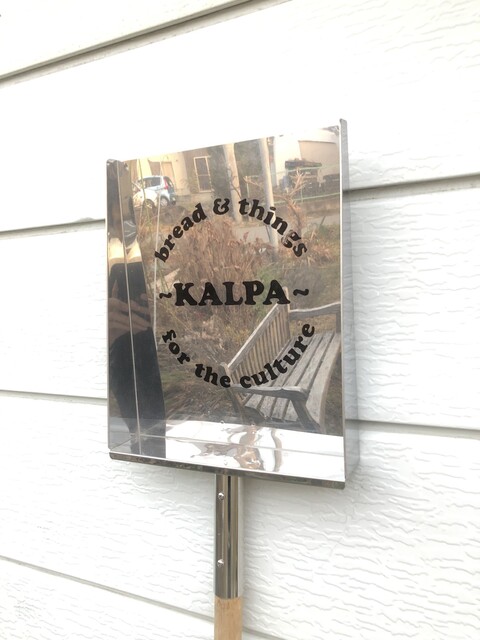 bread & things
~KALPA~
for the culture